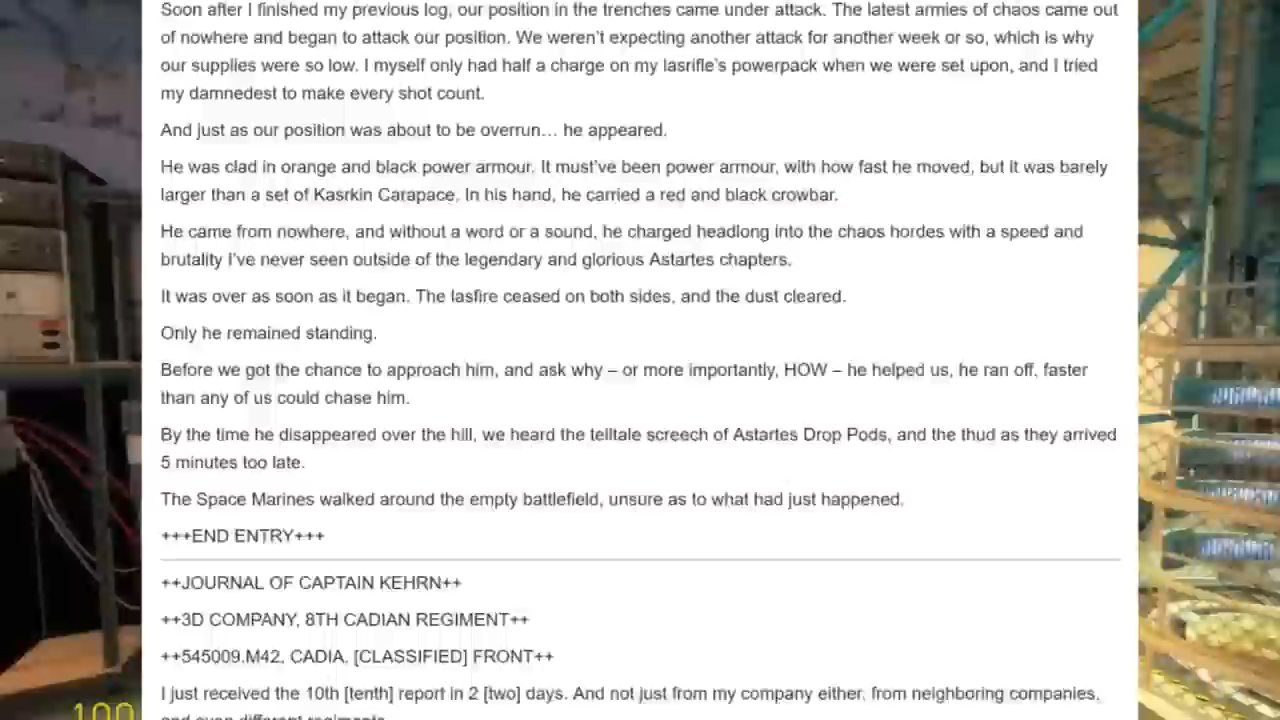 Soon after I finished my previous log, our position in the trenches came under attack. The latest armies of chaos came out
of nowhere and began to attack our position. We weren't expecting another attack for another week or so, which is why
our supplies were so low. I myself only had half a charge on my lasrifle's powerpack when we were set upon, and I tried
my damnedest to make every shot count.
And just as our position was about to be overrun… he appeared.
He was clad in orange and black power armour. It must've been power armour, with how fast he moved, but it was barely
larger than a set of Kasrkin Carapace. In his hand, he carried a red and black crowbar.
He came from nowhere, and without a word or a sound, he charged headlong into the chaos hordes with a speed and
brutality I've never seen outside of the legendary and glorious Astartes chapters.
It was over as soon as it began. The lasfire ceased on both sides, and the dust cleared.
Only he remained standing.
Before we got the chance to approach him, and ask why – or more importantly, HOW – he helped us, he ran off, faster
than any of us could chase him.
By the time he disappeared over the hill, we heard the telltale screech of Astartes Drop Pods, and the thud as they arrived
5 minutes too late.
The Space Marines walked around the empty battlefield, unsure as to what had just happened.
+++END ENTRY+++
++JOURNAL OF CAPTAIN KEHRN++
++3D COMPANY, 8TH CADIAN REGIMENT++
++545009.M42, CADIA, [CLASSIFIED] FRONT++
I just received the 10th [tenth] report in 2 [two] days. And not just from my company either, from neighboring companies,
and even different regiments.
100